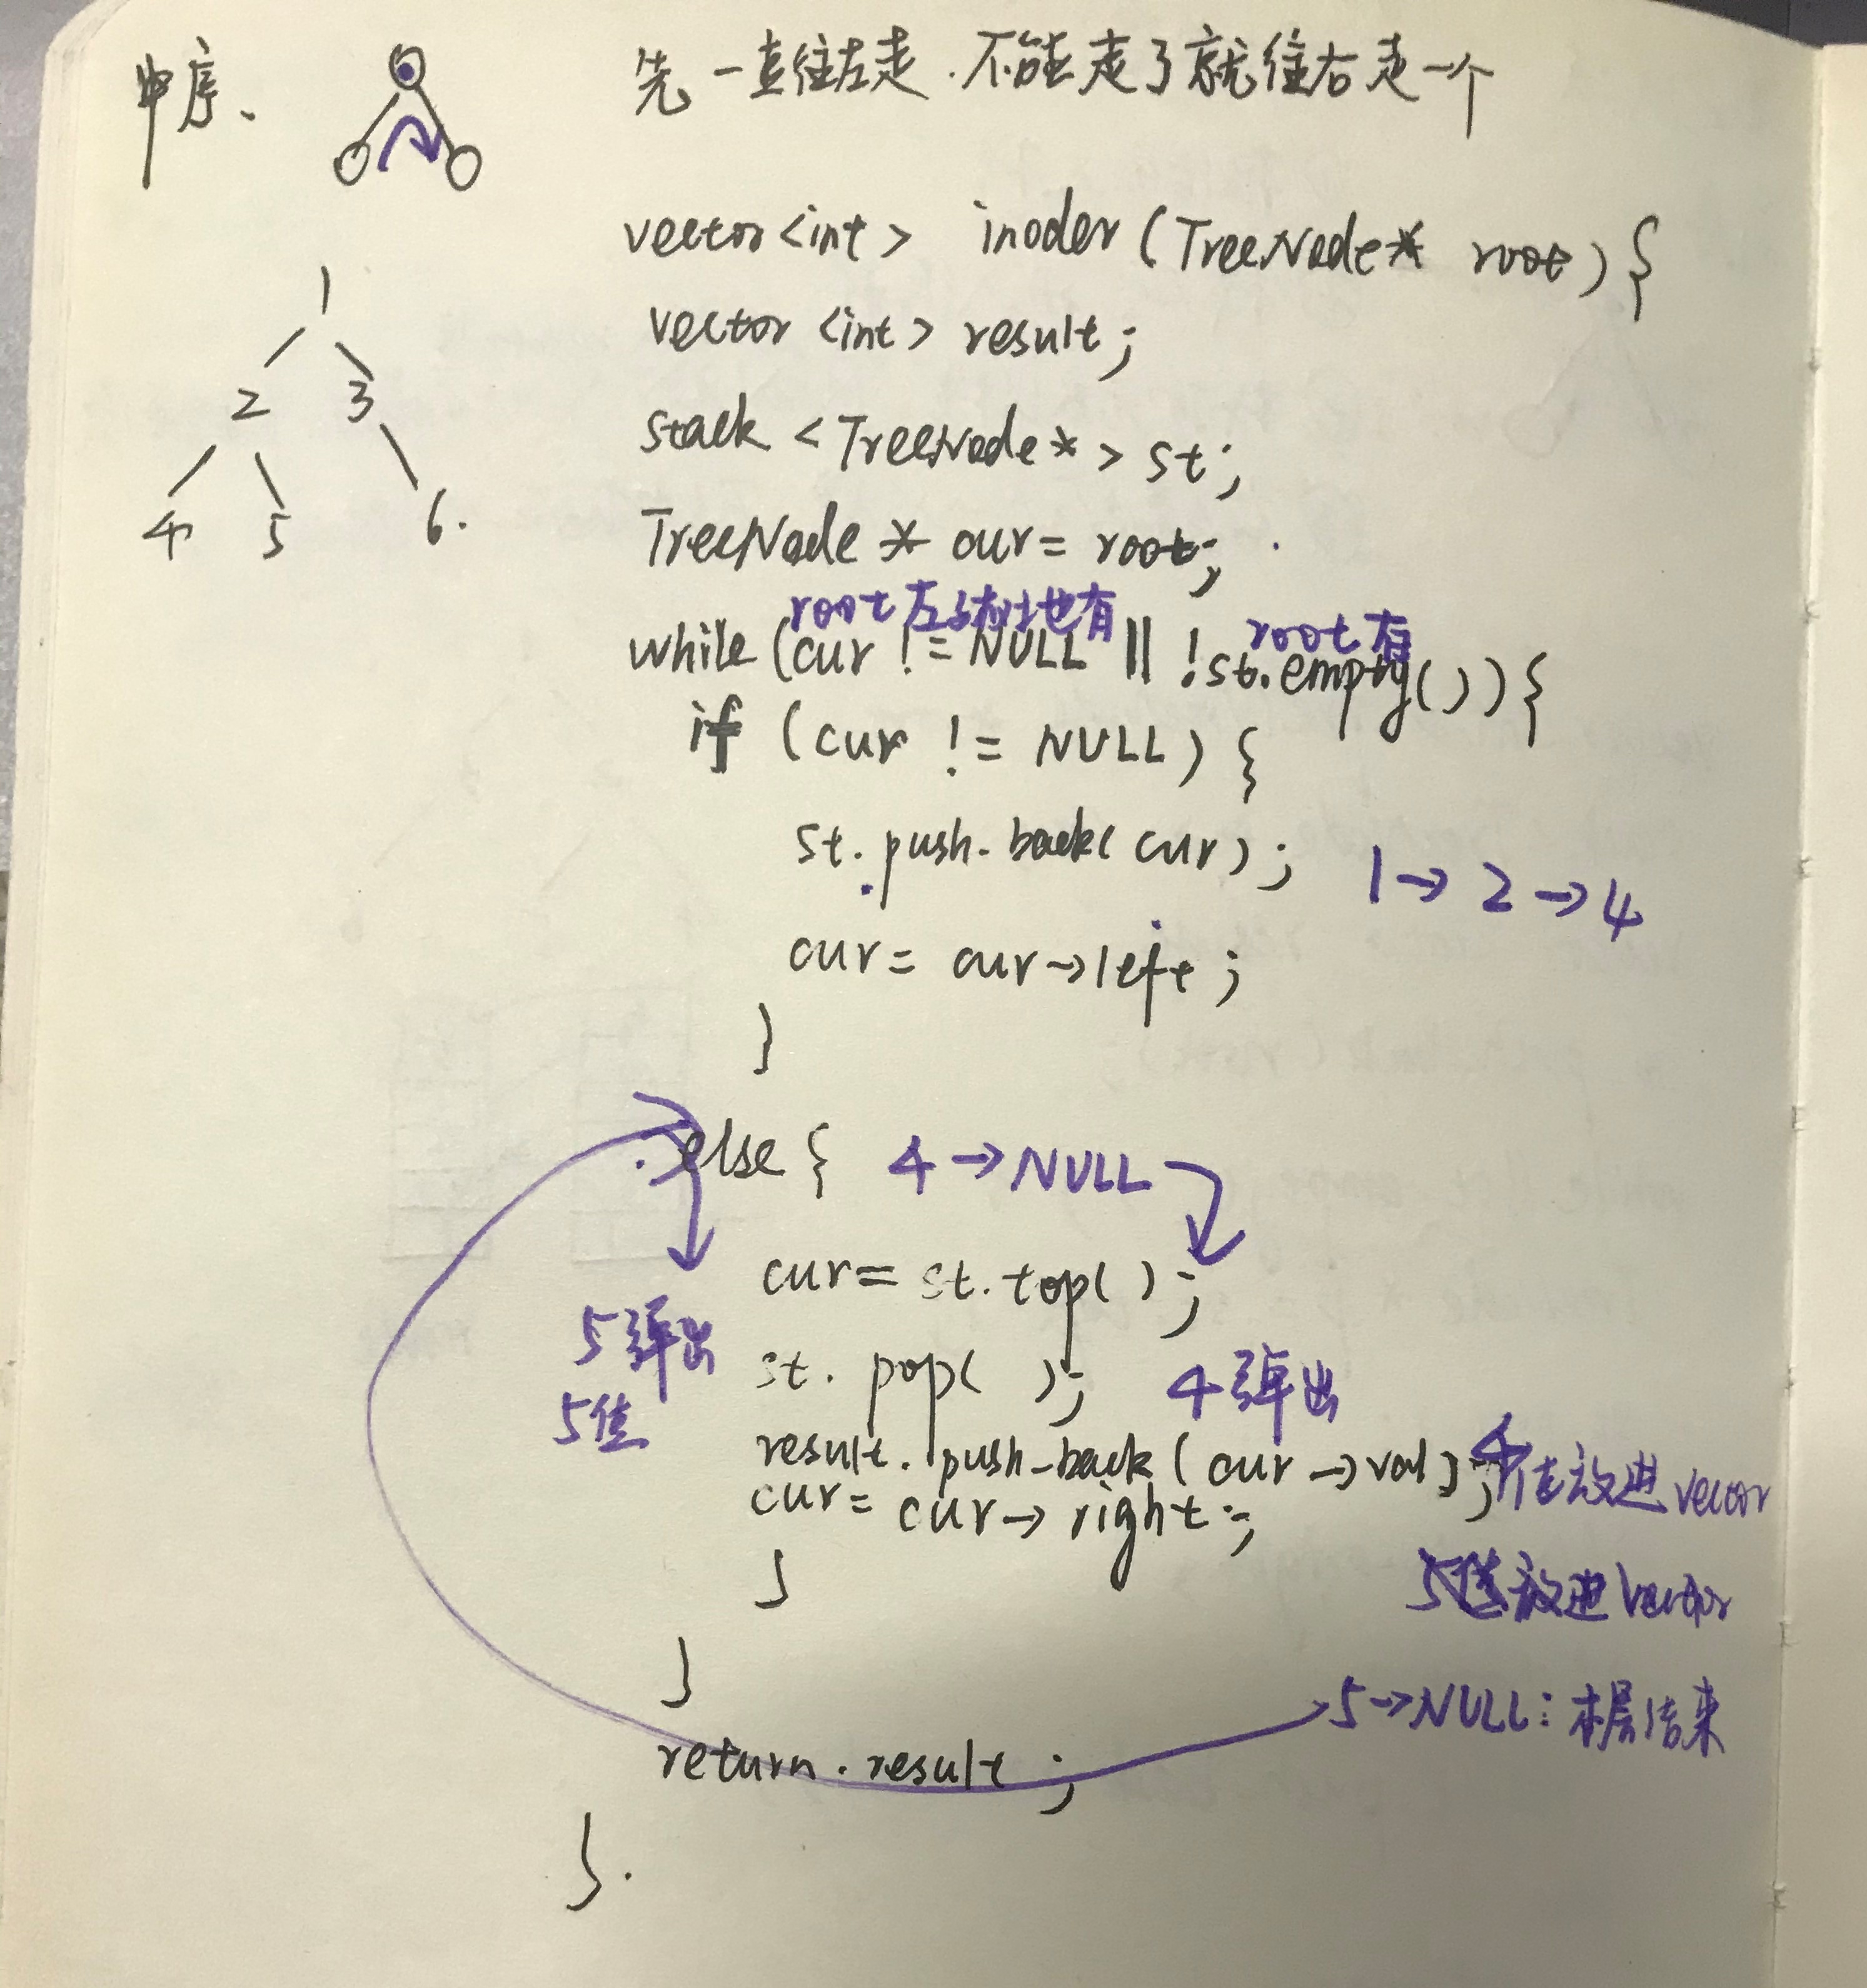 中序、
先一直往左走.不能走了就往右走一个
vector<int> inoder(TreeNode* root){
vector<int> result;
1
2 3
4 5 6.
stack <TreeNode*> st;
TreeNode* cur = root;
root左子树也有 root有
while (cur != NULL || !st.empty()){
if (cur != NULL) {
st.push-back(cur); 1→2→4
cur = cur→left;
}
else { 4→NULL
cur = st.top();
5弹出
st.pop( ); 4弹出
5值
result.push-back(cur→val); 4值放进vector
cur = cur→right;
} 5值放进vector
}
5→NULL:本层结束
return result;
}.